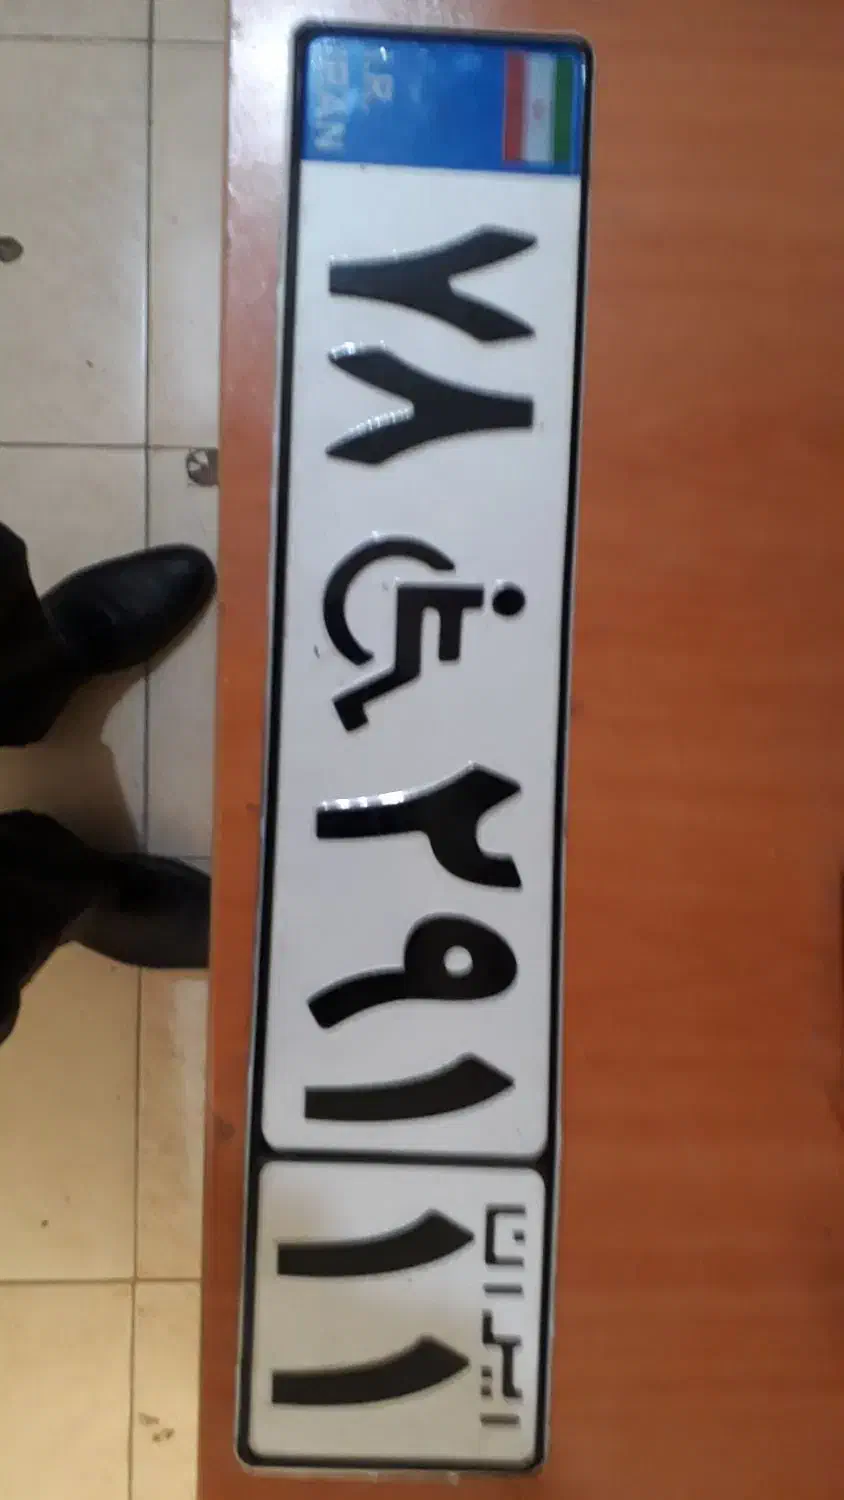 I.R.
IRAN
۷۸ ♿ ۲۹۱
ایران
۱۱